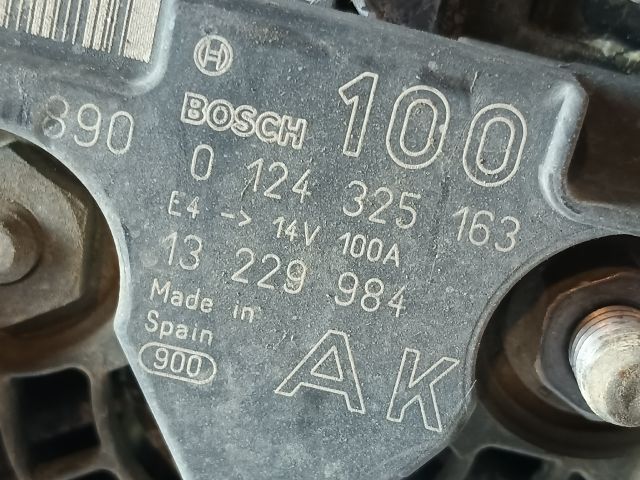 H
BOSCH 100
890
0 124 325 163
E4 -> 14V 100A
13 229 984
Made in
Spain
900
AK